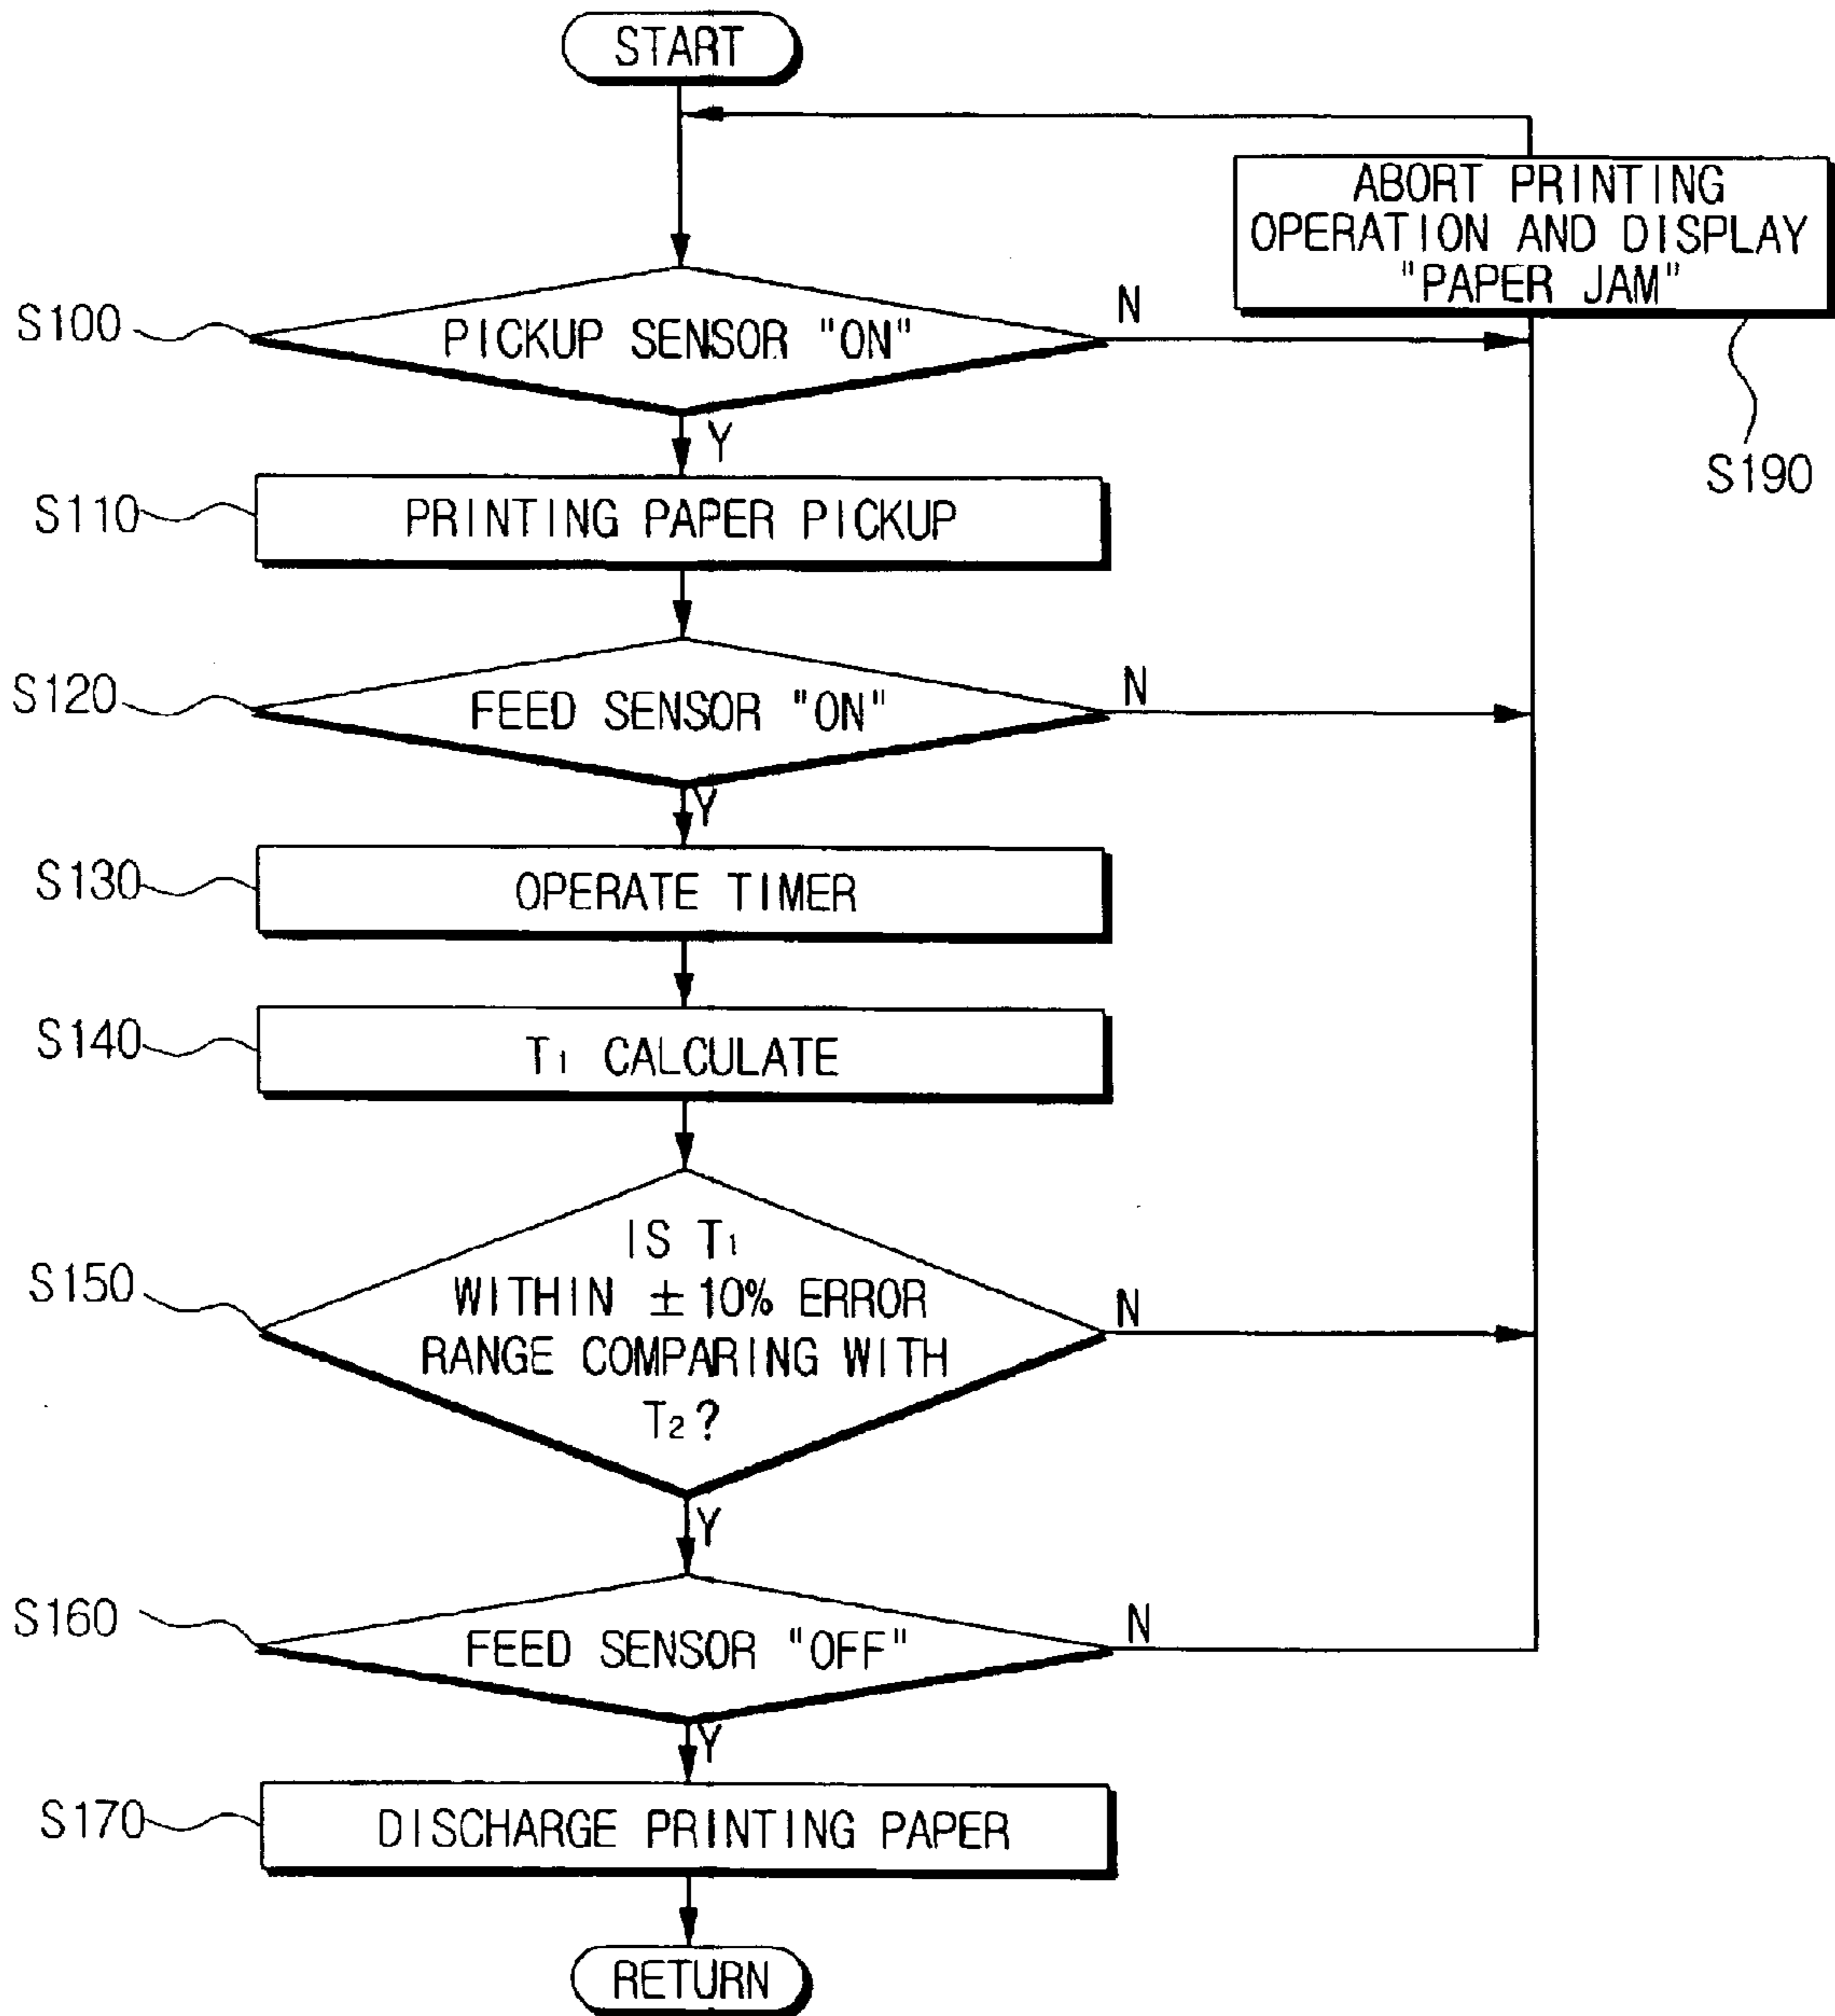 START
ABORT PRINTING
OPERATION AND DISPLAY
"PAPER JAM"
S190
S100
PICKUP SENSOR "ON"
N
Y
S110
PRINTING PAPER PICKUP
S120
FEED SENSOR "ON"
N
Y
S130
OPERATE TIMER
S140
T₁ CALCULATE
S150
IS T₁
WITHIN ±10% ERROR
RANGE COMPARING WITH
T₂?
N
Y
S160
FEED SENSOR "OFF"
N
Y
S170
DISCHARGE PRINTING PAPER
RETURN